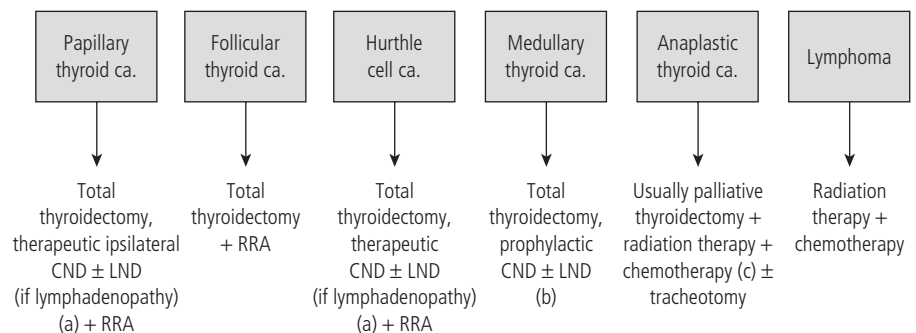 Papillary
thyroid ca.
Follicular
thyroid ca.
Hurthle
cell ca.
Medullary
thyroid ca.
Anaplastic
thyroid ca.
Lymphoma
Total
thyroidectomy,
therapeutic ipsilateral
CND ± LND
(if lymphadenopathy)
(a) + RRA
Total
thyroidectomy
+ RRA
Total
thyroidectomy,
therapeutic
CND ± LND
(if lymphadenopathy)
(a) + RRA
Total
thyroidectomy,
prophylactic
CND ± LND
(b)
Usually palliative
thyroidectomy +
radiation therapy +
chemotherapy (c) ±
tracheotomy
Radiation
therapy +
chemotherapy